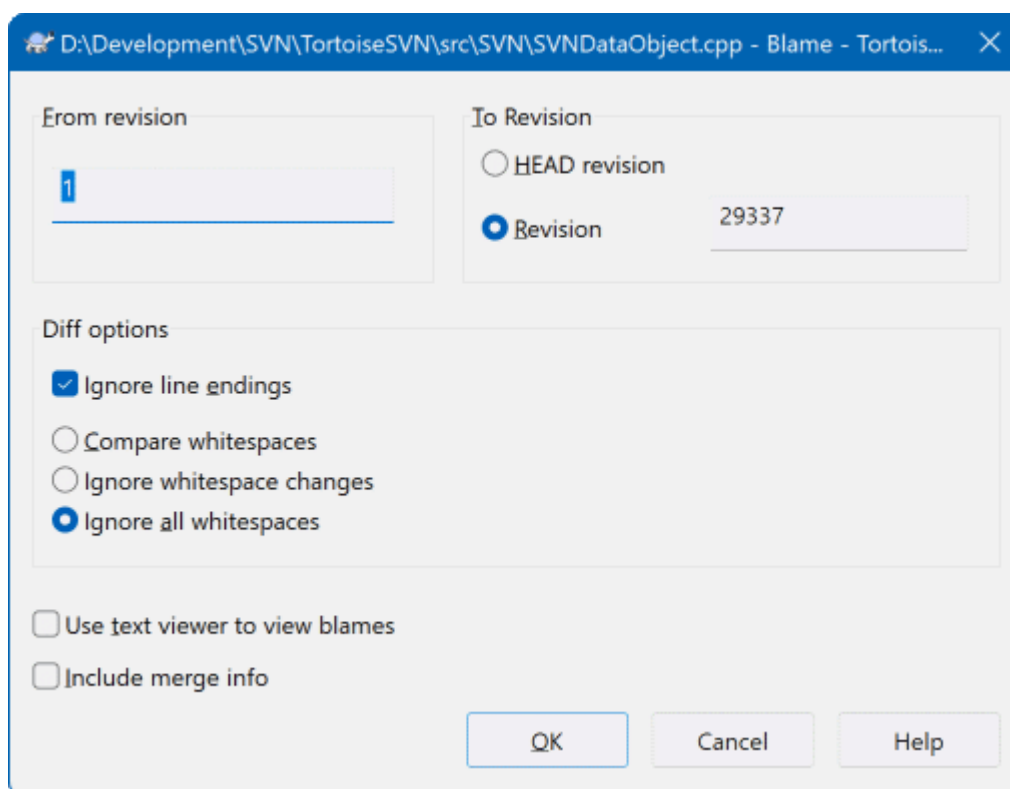 D:\Development\SVN\TortoiseSVN\src\SVN\SVNDataObject.cpp - Blame - Tortois...
From revision
1
To Revision
HEAD revision
Revision
29337
Diff options
Ignore line endings
Compare whitespaces
Ignore whitespace changes
Ignore all whitespaces
Use text viewer to view blames
Include merge info
OK Cancel Help